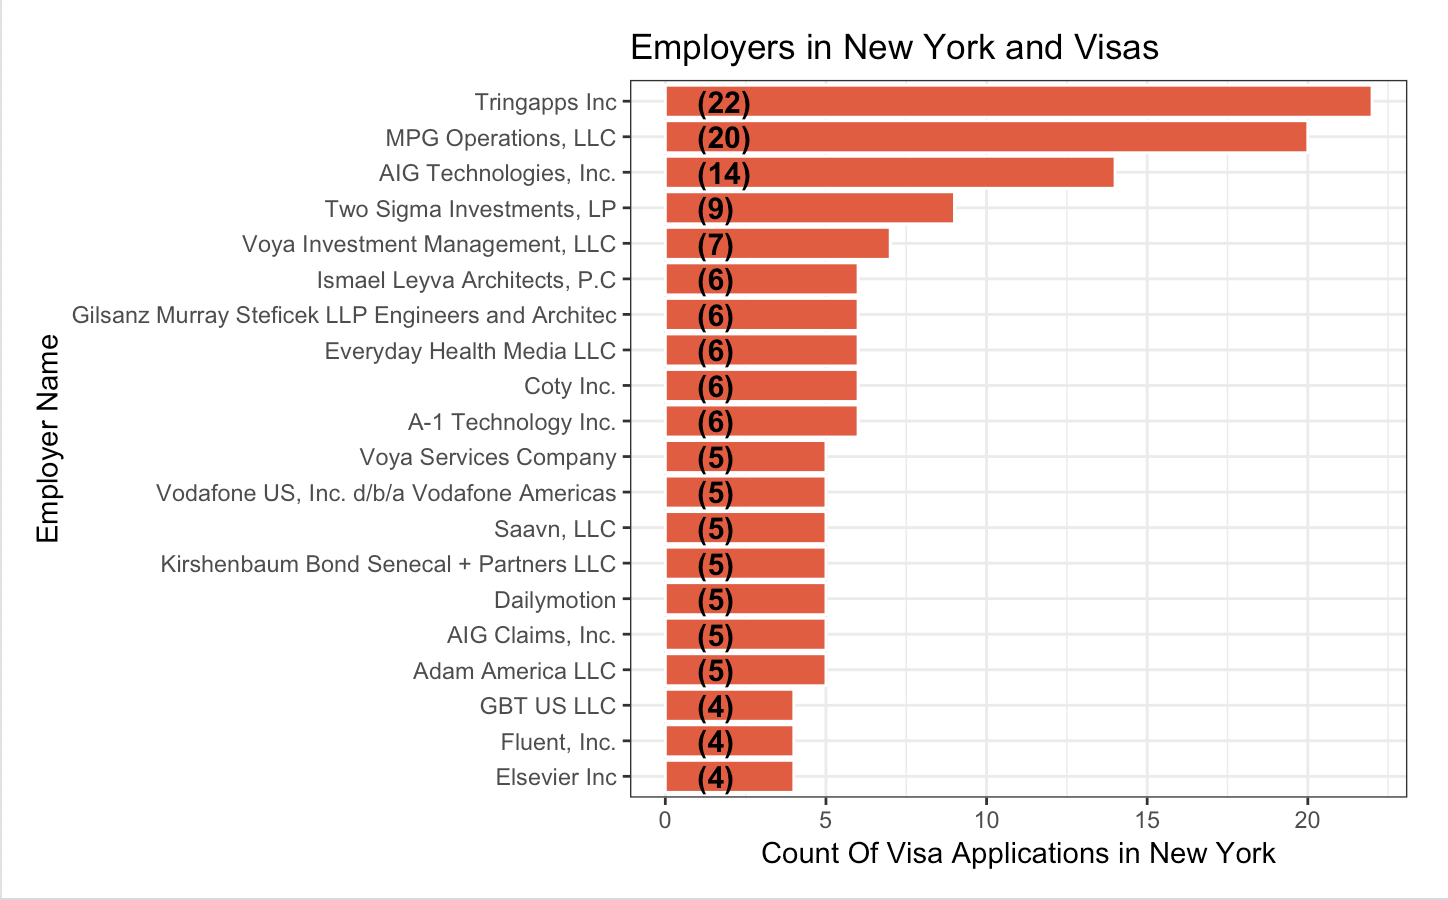 Employers in New York and Visas
Employer Name
Tringapps Inc (22)
MPG Operations, LLC (20)
AIG Technologies, Inc. (14)
Two Sigma Investments, LP (9)
Voya Investment Management, LLC (7)
Ismael Leyva Architects, P.C (6)
Gilsanz Murray Steficek LLP Engineers and Architec (6)
Everyday Health Media LLC (6)
Coty Inc. (6)
A-1 Technology Inc. (6)
Voya Services Company (5)
Vodafone US, Inc. d/b/a Vodafone Americas (5)
Saavn, LLC (5)
Kirshenbaum Bond Senecal + Partners LLC (5)
Dailymotion (5)
AIG Claims, Inc. (5)
Adam America LLC (5)
GBT US LLC (4)
Fluent, Inc. (4)
Elsevier Inc (4)
0 5 10 15 20
Count Of Visa Applications in New York